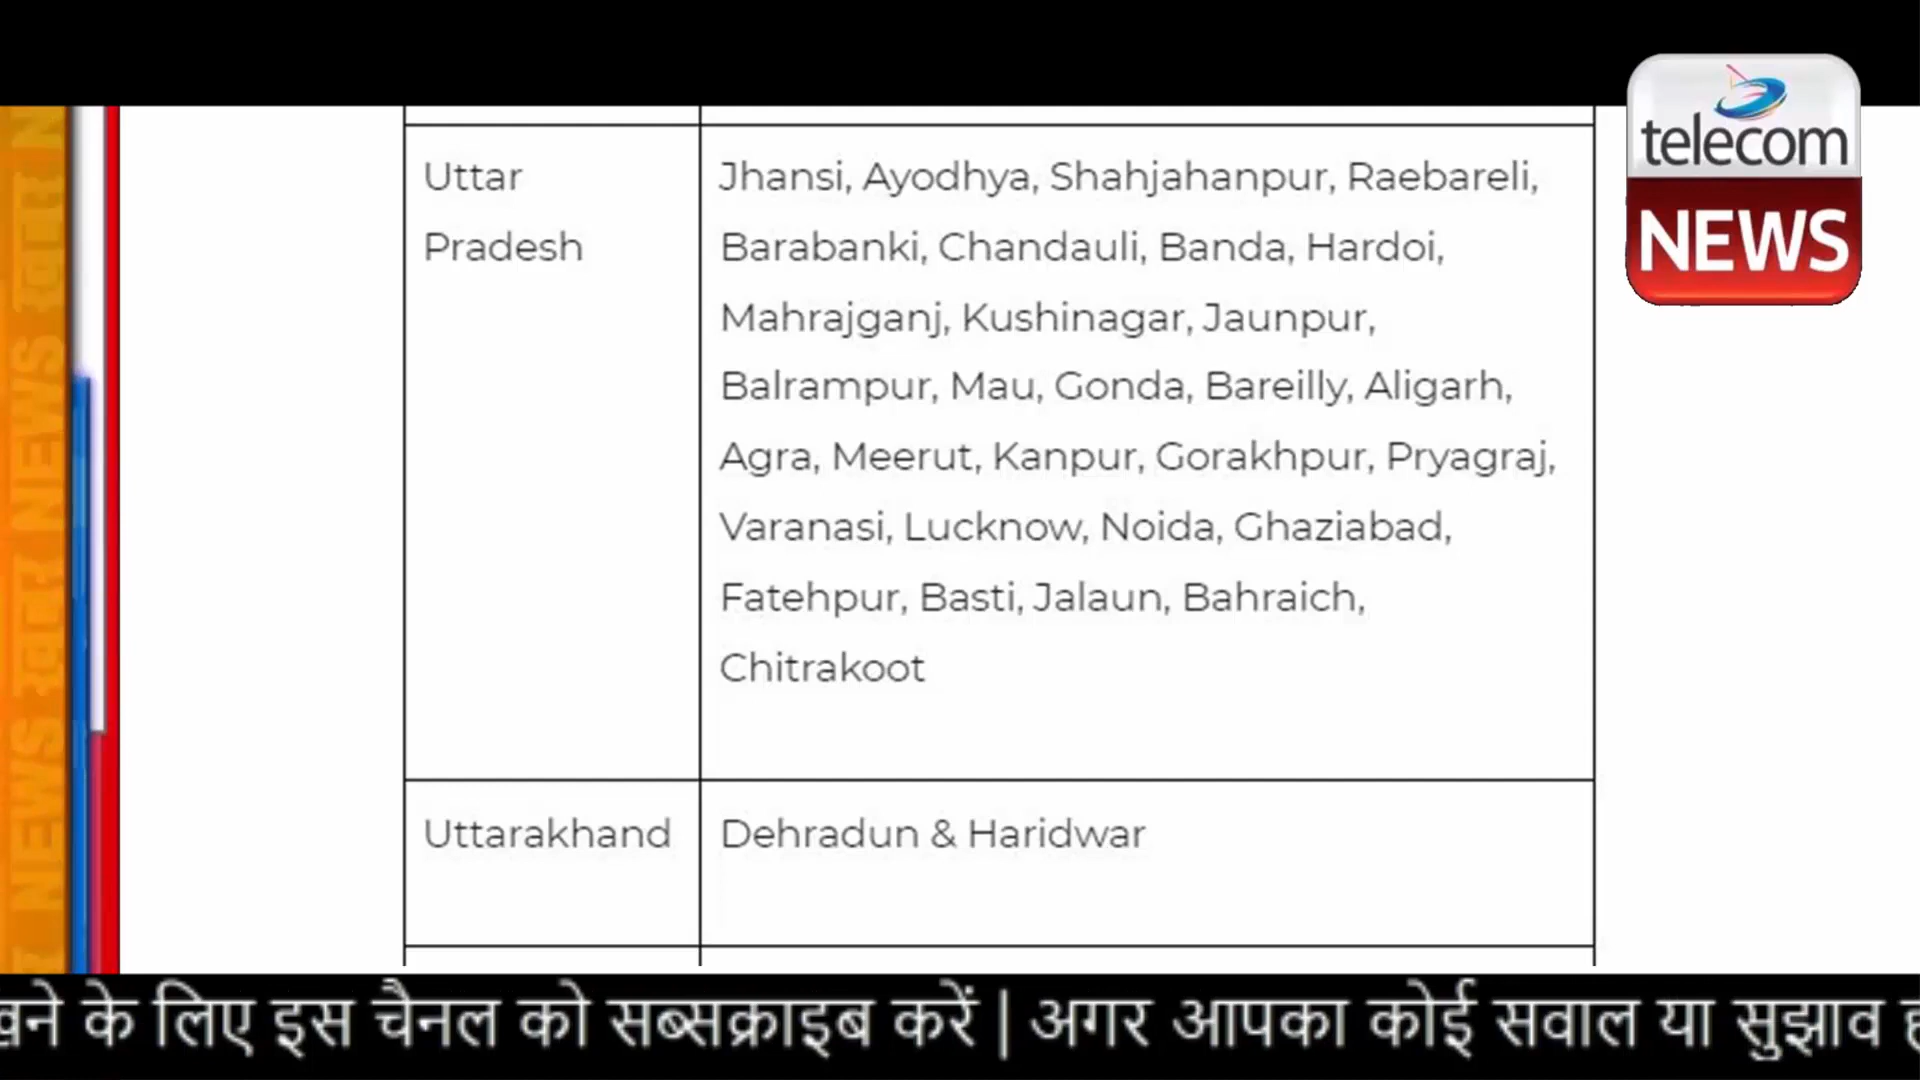 telecom
NEWS
Uttar
Pradesh
Jhansi, Ayodhya, Shahjahanpur, Raebareli,
Barabanki, Chandauli, Banda, Hardoi,
Mahrajganj, Kushinagar, Jaunpur,
Balrampur, Mau, Gonda, Bareilly, Aligarh,
Agra, Meerut, Kanpur, Gorakhpur, Pryagraj,
Varanasi, Lucknow, Noida, Ghaziabad,
Fatehpur, Basti, Jalaun, Bahraich,
Chitrakoot
Uttarakhand
Dehradun & Haridwar
के लिए इस चैनल को सब्सक्राइब करें | अगर आपका कोई सवाल या सुझाव
NEWS
NEWS